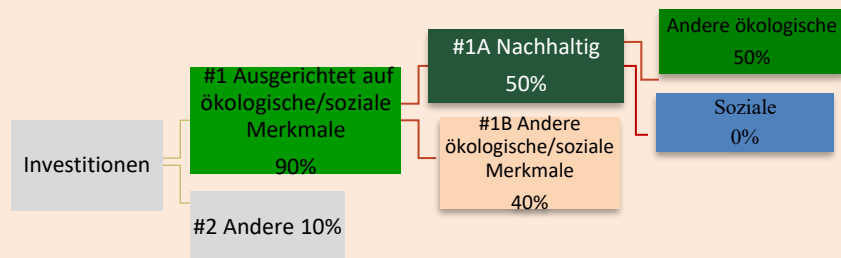 Investitionen
#1 Ausgerichtet auf
ökologische/soziale
Merkmale
90%
#2 Andere 10%
#1A Nachhaltig
50%
#1B Andere
ökologische/soziale
Merkmale
40%
Andere ökologische
50%
Soziale
0%